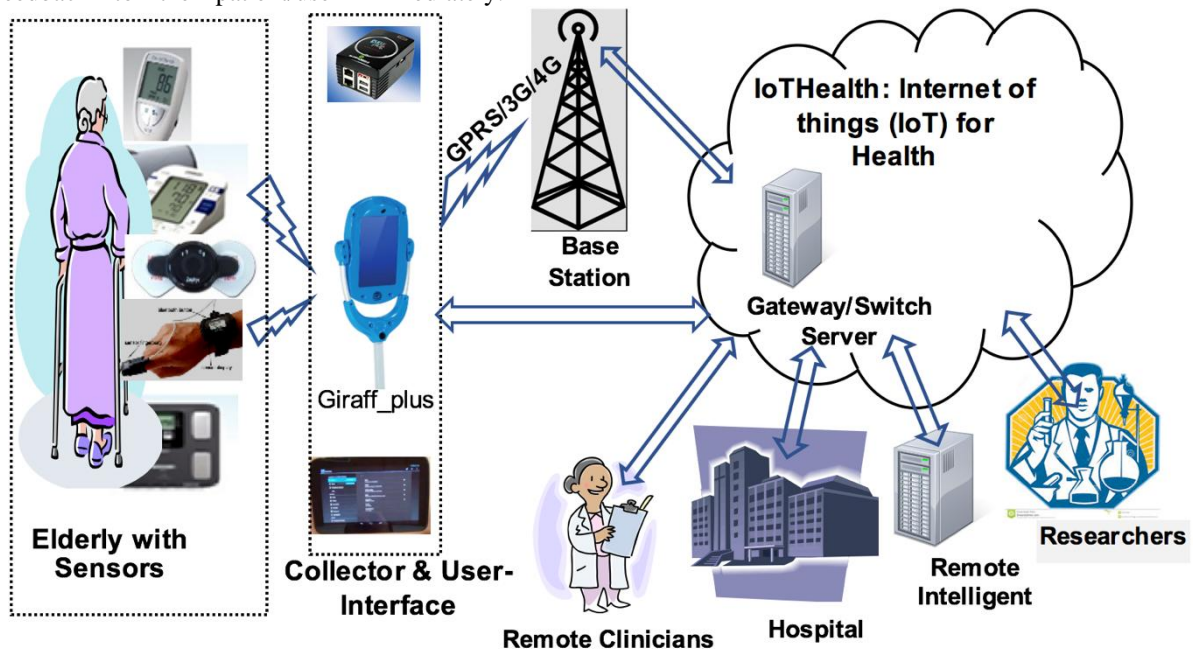 GPRS/3G/4G
IoTHealth: Internet of
things (IoT) for
Health
86
Base
Station
Gateway/Switch
Server
Giraff_plus
Elderly with
Sensors
Collector & User-
Interface
Remote Clinicians
Hospital
Remote
Intelligent
Researchers